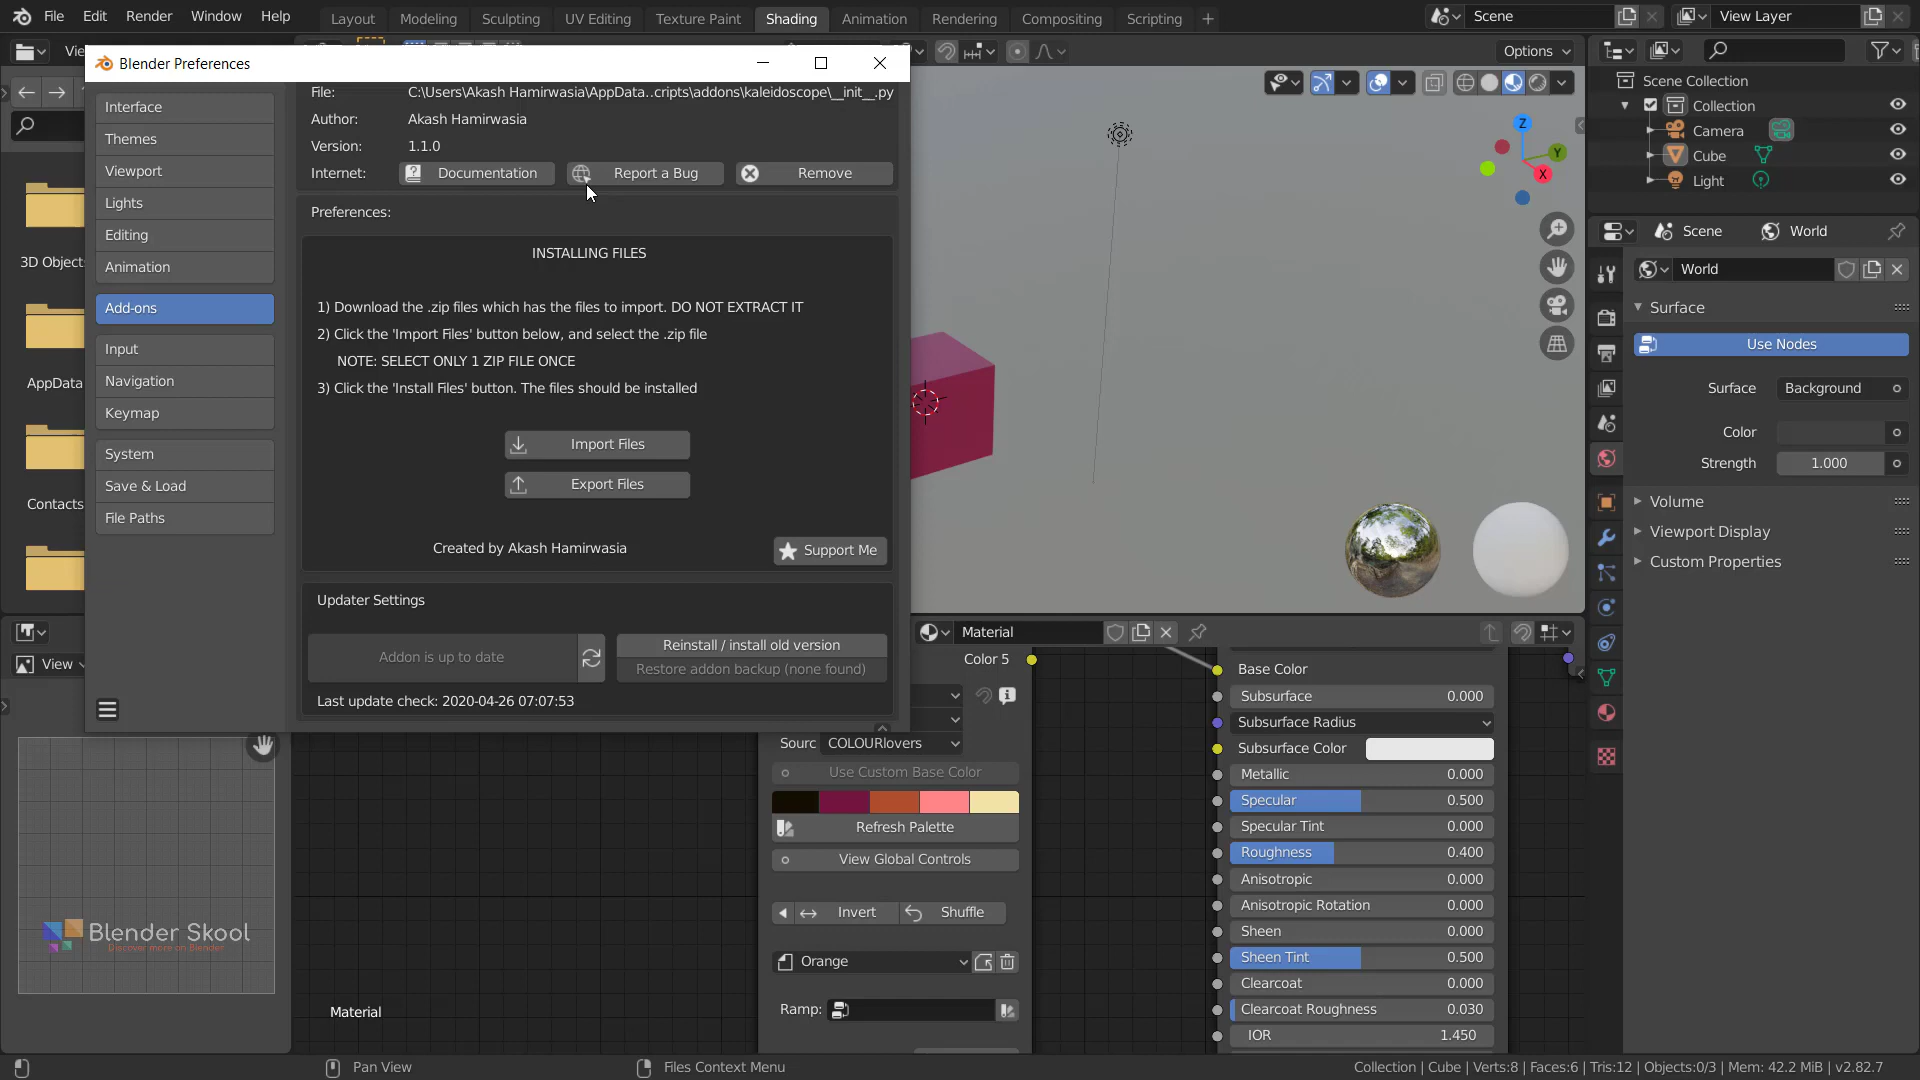 File Edit Render Window Help Layout Modeling Sculpting UV Editing Texture Paint Shading Animation Rendering Compositing Scripting + Scene View Layer
Options
Blender Preferences
Interface
Themes
Viewport
Lights
Editing
Animation
Add-ons
Input
Navigation
Keymap
System
Save & Load
File Paths
File: C:\Users\Akash Hamirwasia\AppData..cripts\addons\kaleidoscope\__init__.py
Author: Akash Hamirwasia
Version: 1.1.0
Internet: Documentation Report a Bug Remove
Preferences:
INSTALLING FILES
1) Download the .zip files which has the files to import. DO NOT EXTRACT IT
2) Click the 'Import Files' button below, and select the .zip file
NOTE: SELECT ONLY 1 ZIP FILE ONCE
3) Click the 'Install Files' button. The files should be installed
Import Files
Export Files
Created by Akash Hamirwasia Support Me
Updater Settings
Addon is up to date
Reinstall / install old version
Restore addon backup (none found)
Last update check: 2020-04-26 07:07:53
3D Objec
AppData
Contacts
View
Blender Skool
Discover more on Blender
Z
Y
X
Scene Collection
Collection
Camera
Cube
Light
Scene World
World
Surface
Use Nodes
Surface Background
Color
Strength 1.000
Volume
Viewport Display
Custom Properties
Material
Color 5
Sourc COLOURlovers
Use Custom Base Color
Refresh Palette
View Global Controls
Invert Shuffle
Orange
Ramp:
Material
Base Color
Subsurface 0.000
Subsurface Radius
Subsurface Color
Metallic 0.000
Specular 0.500
Specular Tint 0.000
Roughness 0.400
Anisotropic 0.000
Anisotropic Rotation 0.000
Sheen 0.000
Sheen Tint 0.500
Clearcoat 0.000
Clearcoat Roughness 0.030
IOR 1.450
Pan View Files Context Menu Collection | Cube | Verts:8 | Faces:6 | Tris:12 | Objects:0/3 | Mem: 42.2 MiB | v2.82.7